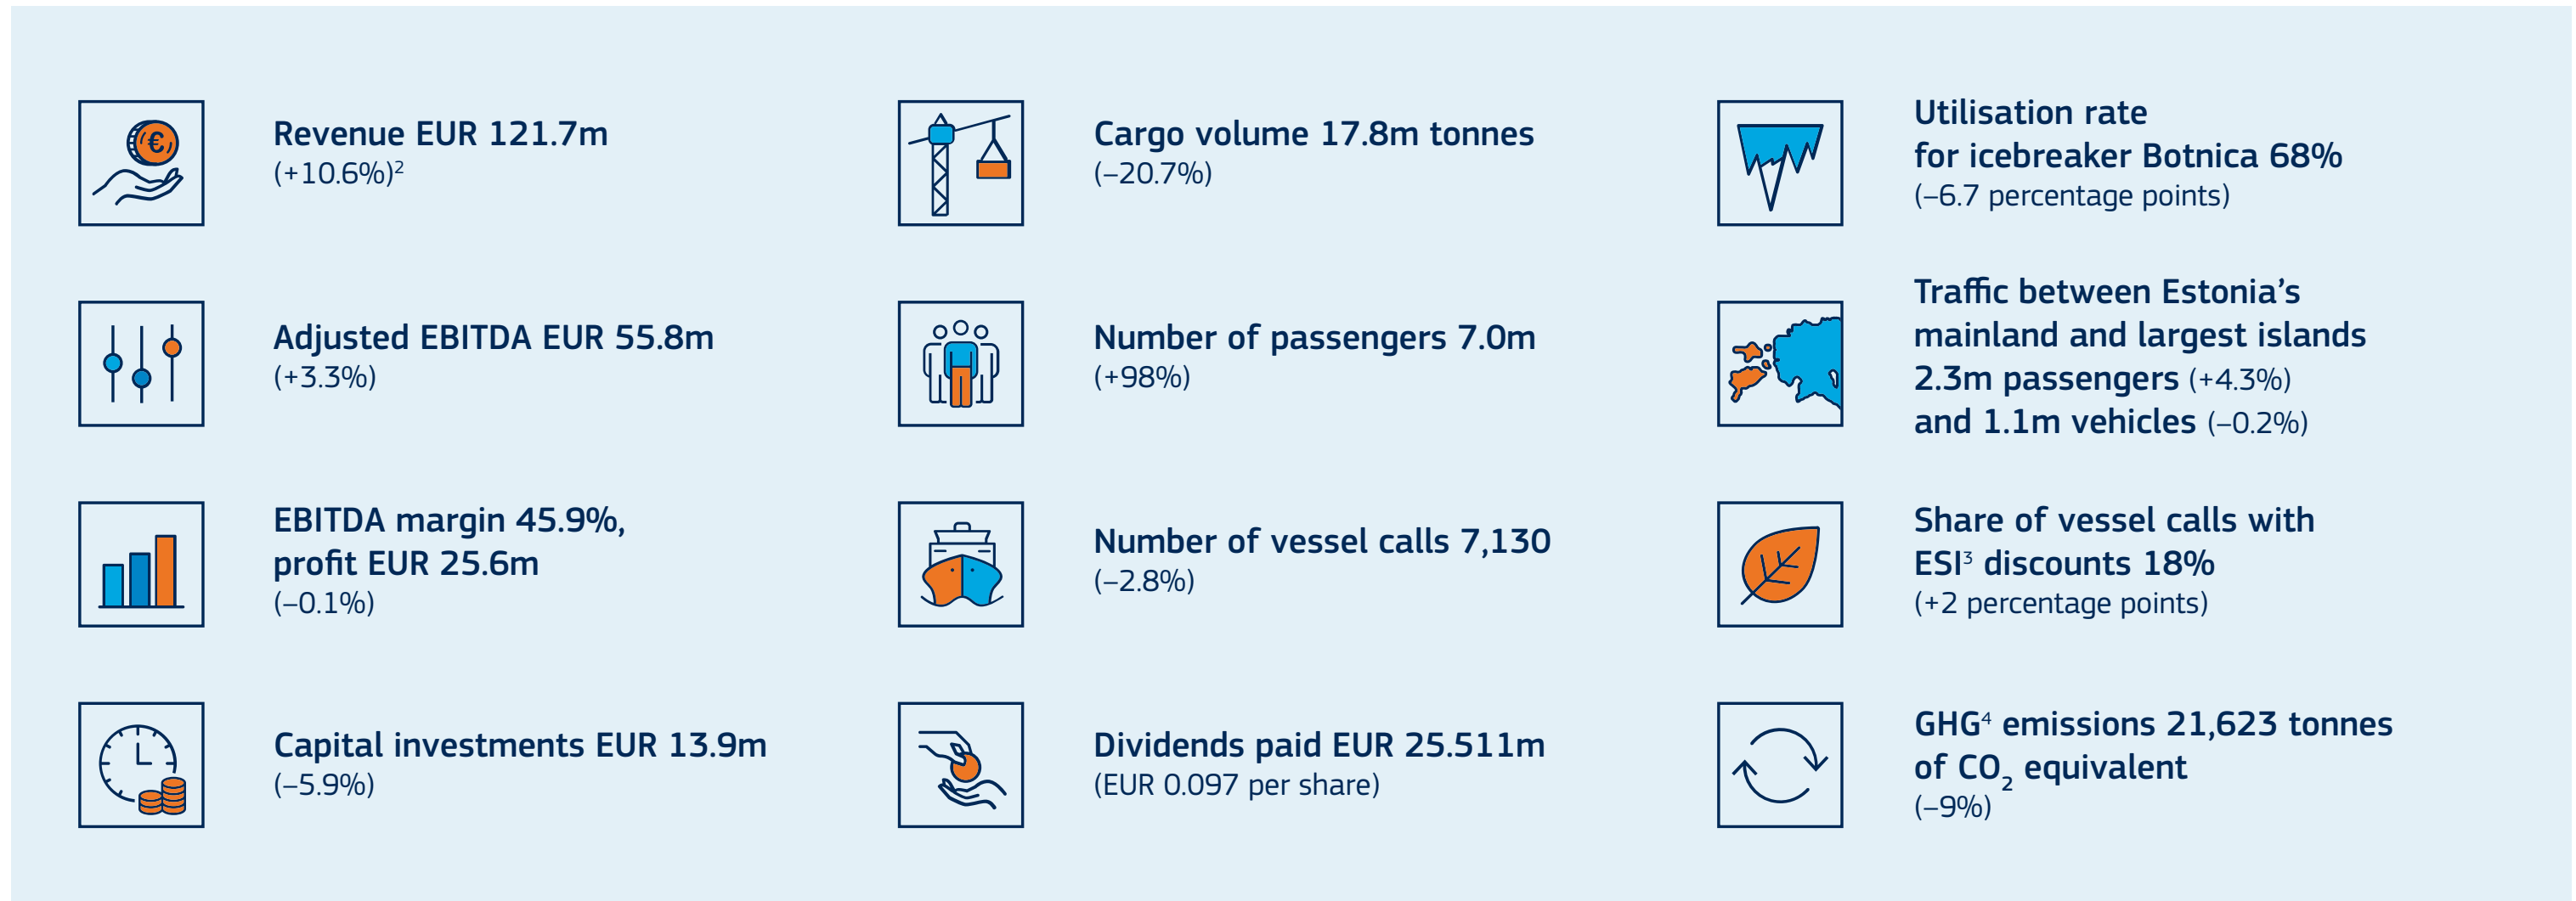 Revenue EUR 121.7m
(+10.6%)²
Adjusted EBITDA EUR 55.8m
(+3.3%)
EBITDA margin 45.9%,
profit EUR 25.6m
(–0.1%)
Capital investments EUR 13.9m
(–5.9%)
Cargo volume 17.8m tonnes
(–20.7%)
Number of passengers 7.0m
(+98%)
Number of vessel calls 7,130
(–2.8%)
Dividends paid EUR 25.511m
(EUR 0.097 per share)
Utilisation rate
for icebreaker Botnica 68%
(–6.7 percentage points)
Traffic between Estonia’s
mainland and largest islands
2.3m passengers (+4.3%)
and 1.1m vehicles (–0.2%)
Share of vessel calls with
ESI³ discounts 18%
(+2 percentage points)
GHG⁴ emissions 21,623 tonnes
of CO₂ equivalent
(–9%)